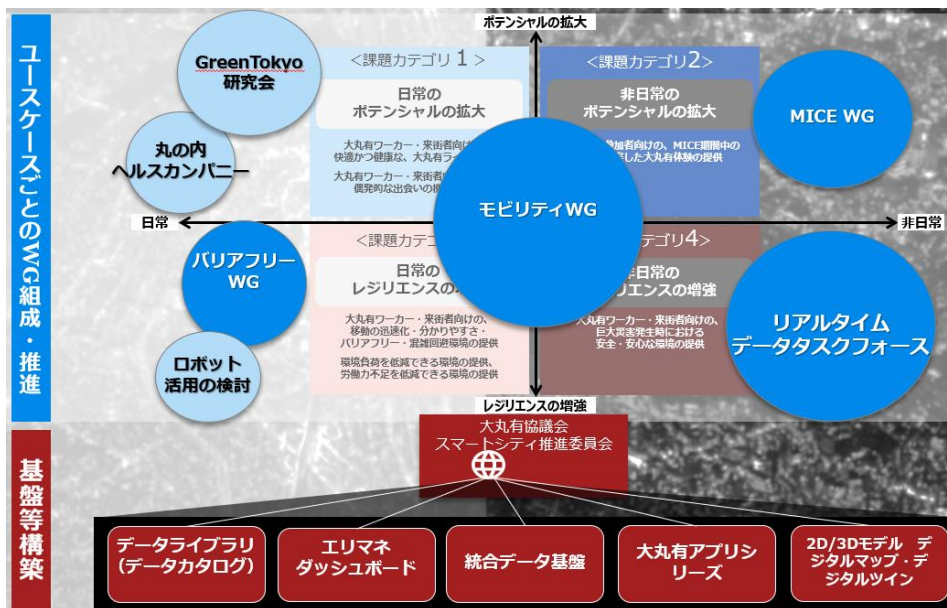 ユースケースごとのWG組成・推進
ポテンシャルの拡大
GreenTokyo
研究会
丸の内
ヘルスカンパニー
<課題カテゴリ1>
日常の
ポテンシャルの拡大
大丸有ワーカー・来街者向け
快適かつ健康な、大丸有ラ
大丸有ワーカー・来街者向
偶発的な出会いの
<課題カテゴリ2>
非日常の
ポテンシャルの拡大
加者向けの、MICE期間中の
した大丸有体験の提供
MICE WG
モビリティWG
日常
非日常
バリアフリー
WG
ロボット
活用の検討
<課題カテゴ
日常の
レジリエンスの
大丸有ワーカー・来街者向けの、
移動の迅速化・分かりやすさ・
バリアフリー・混雑回避環境の提供
環境負荷を低減できる環境の提供、
労働力不足を低減できる環境の提供
カテゴリ4>
非日常の
リエンスの増強
大丸有ワーカー・来街者向けの、
巨大災害発生時における
安全・安心な環境の提供
リアルタイム
データタスクフォース
レジリエンスの増強
基盤等構築
大丸有協議会
スマートシティ推進委員会
データライブラリ
(データカタログ)
エリマネ
ダッシュボード
統合データ基盤
大丸有アプリシ
リーズ
2D/3Dモデル デ
ジタルマップ・デ
ジタルツイン